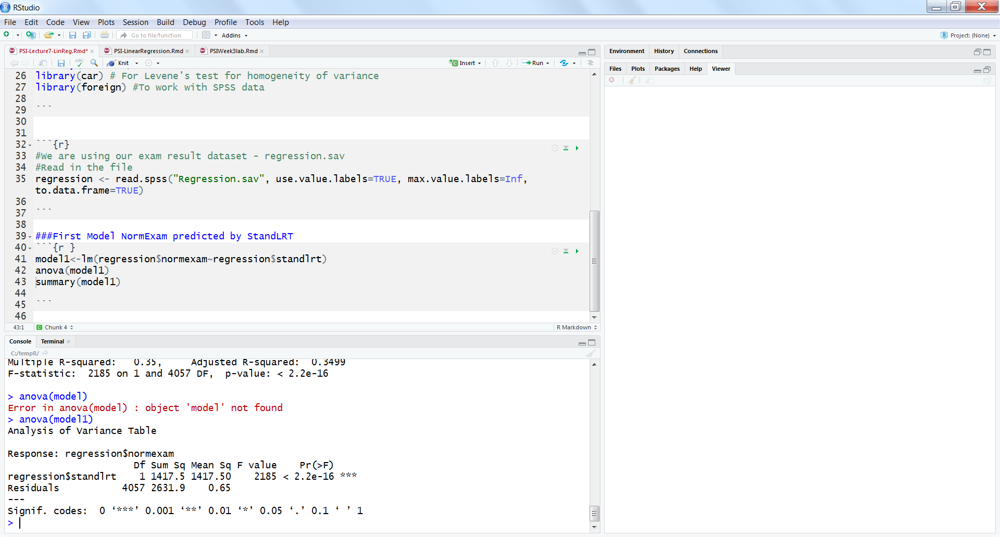 RStudio
File Edit Code View Plots Session Build Debug Profile Tools Help
Go to file/function Addins Project: (None)
PSI-Lecture7-LinReg.Rmd* PSI-LinearRegression.Rmd PSIWeek3lab.Rmd
ABC Knit Insert Run
26 library(car) # For Levene's test for homogeneity of variance
27 library(foreign) #To work with SPSS data
28
29 ```
30
31
32 ```{r}
33 #We are using our exam result dataset - regression.sav
34 #Read in the file
35 regression <- read.spss("Regression.sav", use.value.labels=TRUE, max.value.labels=Inf,
to.data.frame=TRUE)
36
37 ```
38
39 ###First Model NormExam predicted by StandLRT
40 ```{r }
41 model1<-lm(regression$normexam~regression$standlrt)
42 anova(model1)
43 summary(model1)
44
45 ```
46
43:1 C Chunk 4 R Markdown
Console Terminal
C:/tempR/
Multiple R-squared: 0.35, Adjusted R-squared: 0.3499
F-statistic: 2185 on 1 and 4057 DF, p-value: < 2.2e-16
> anova(model)
Error in anova(model) : object 'model' not found
> anova(model1)
Analysis of Variance Table
Response: regression$normexam
Df Sum Sq Mean Sq F value Pr(>F)
regression$standlrt 1 1417.5 1417.50 2185 < 2.2e-16 ***
Residuals 4057 2631.9 0.65
---
Signif. codes: 0 ‘***’ 0.001 ‘**’ 0.01 ‘*’ 0.05 ‘.’ 0.1 ‘ ’ 1
>
Environment History Connections
Files Plots Packages Help Viewer